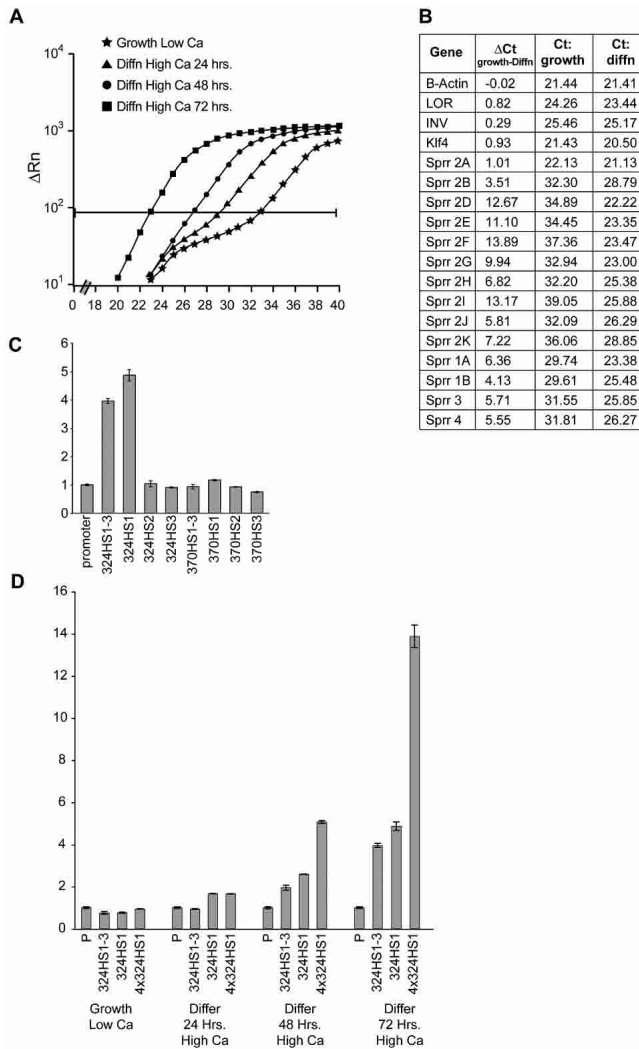 A
★ Growth Low Ca
▲ Diffn High Ca 24 hrs.
● Diffn High Ca 48 hrs.
■ Diffn High Ca 72 hrs.
ΔRn
10⁴
10³
10²
10¹
0 18 20 22 24 26 28 30 32 34 36 38 40
B
Gene ΔCt growth-Diffn Ct: growth Ct: diffn
B-Actin -0.02 21.44 21.41
LOR 0.82 24.26 23.44
INV 0.29 25.46 25.17
Klf4 0.93 21.43 20.50
Sprr 2A 1.01 22.13 21.13
Sprr 2B 3.51 32.30 28.79
Sprr 2D 12.67 34.89 22.22
Sprr 2E 11.10 34.45 23.35
Sprr 2F 13.89 37.36 23.47
Sprr 2G 9.94 32.94 23.00
Sprr 2H 6.82 32.20 25.38
Sprr 2I 13.17 39.05 25.88
Sprr 2J 5.81 32.09 26.29
Sprr 2K 7.22 36.06 28.85
Sprr 1A 6.36 29.74 23.38
Sprr 1B 4.13 29.61 25.48
Sprr 3 5.71 31.55 25.85
Sprr 4 5.55 31.81 26.27
C
6
5
4
3
2
1
0
promoter 324HS1-3 324HS1 324HS2 324HS3 370HS1-3 370HS1 370HS2 370HS3
D
16
14
12
10
8
6
4
2
0
P 324HS1-3 324HS1 4x324HS1 P 324HS1-3 324HS1 4x324HS1 P 324HS1-3 324HS1 4x324HS1 P 324HS1-3 324HS1 4x324HS1
Growth Low Ca
Differ 24 Hrs. High Ca
Differ 48 Hrs. High Ca
Differ 72 Hrs. High Ca